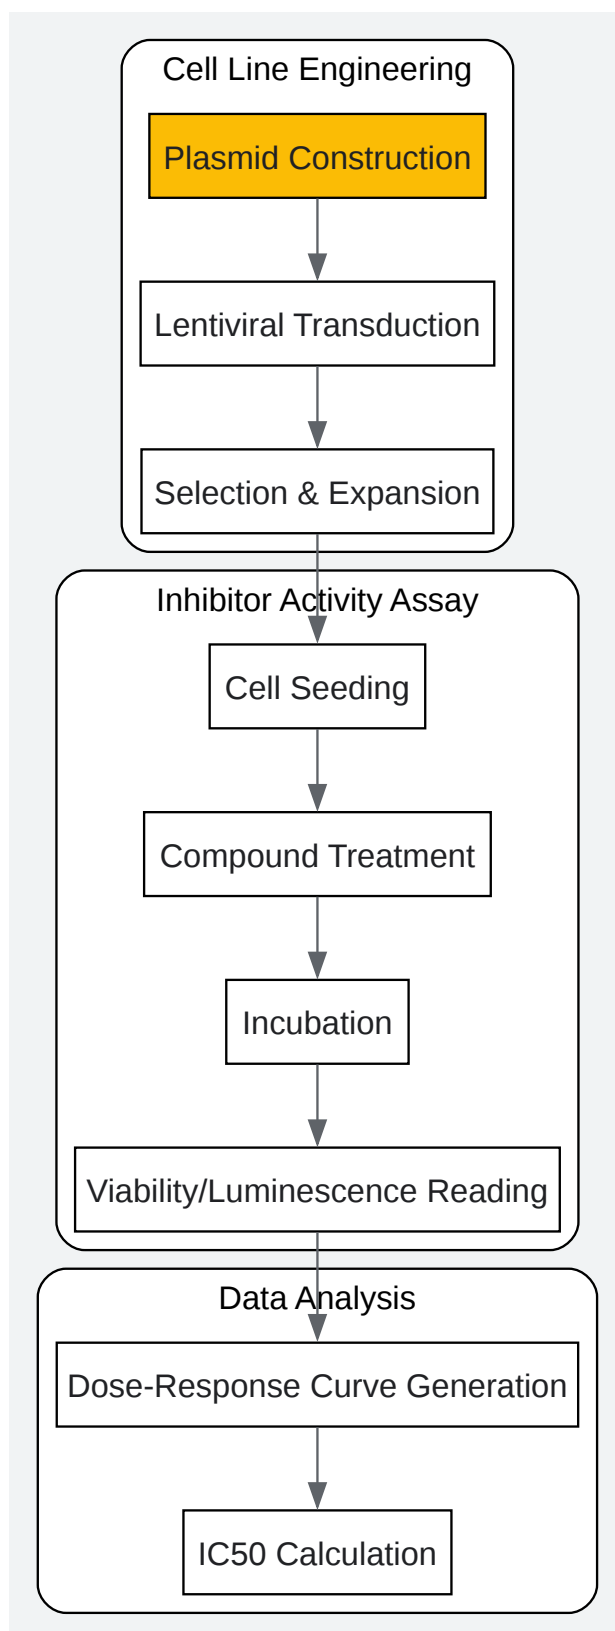 Cell Line Engineering
Plasmid Construction
Lentiviral Transduction
Selection & Expansion
Inhibitor Activity Assay
Cell Seeding
Compound Treatment
Incubation
Viability/Luminescence Reading
Data Analysis
Dose-Response Curve Generation
IC50 Calculation